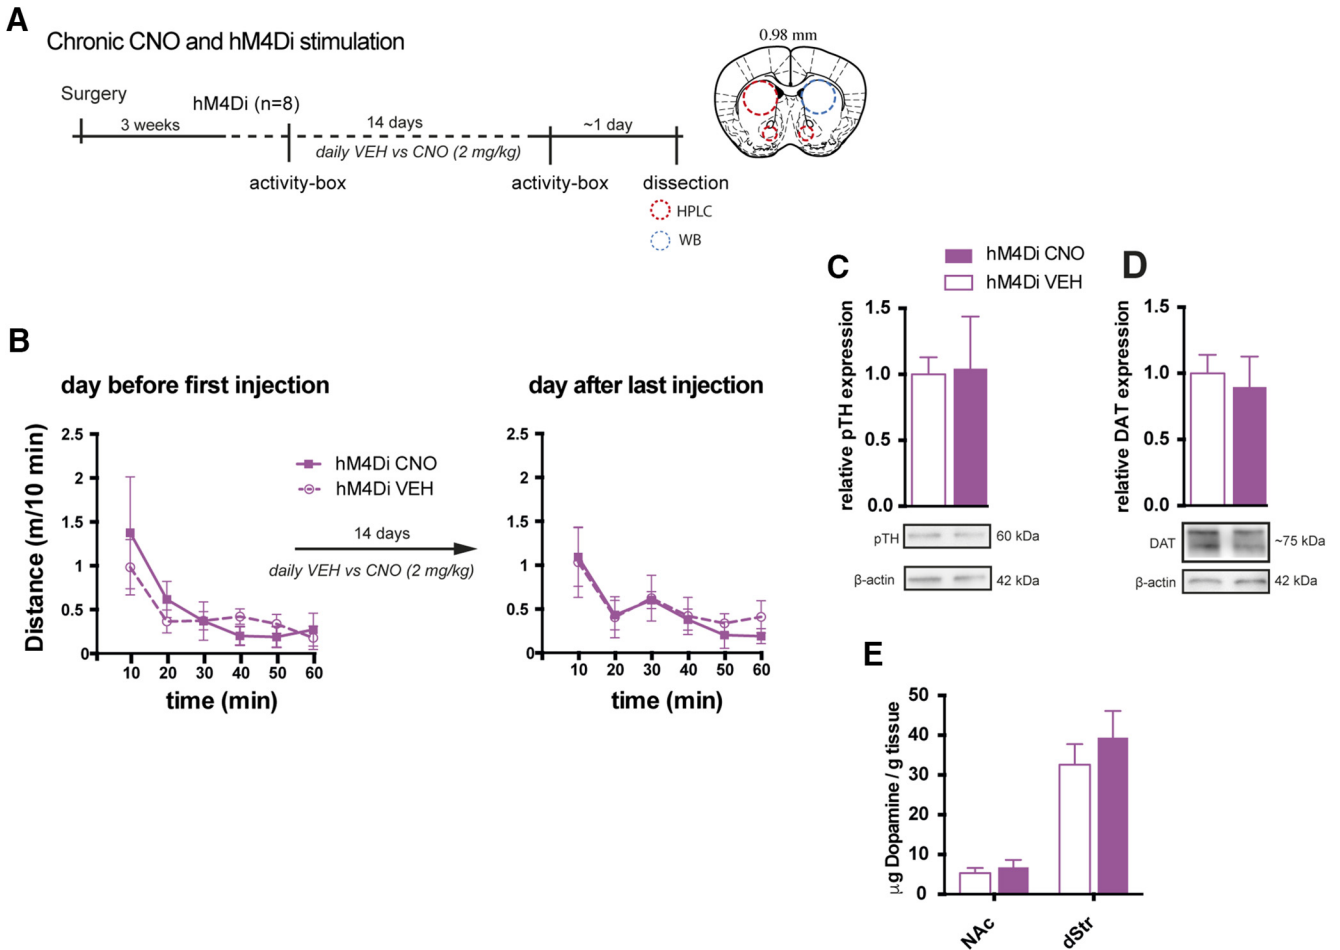 A
Chronic CNO and hM4Di stimulation
0.98 mm
Surgery
hM4Di (n=8)
3 weeks
14 days
~1 day
daily VEH vs CNO (2 mg/kg)
activity-box
activity-box
dissection
HPLC
WB
B
day before first injection
day after last injection
Distance (m/10 min)
2.5
2
1.5
1
0.5
0
10 20 30 40 50 60
time (min)
hM4Di CNO
hM4Di VEH
14 days
daily VEH vs CNO (2 mg/kg)
2.5
2
1.5
1
0.5
0
10 20 30 40 50 60
time (min)
C
hM4Di CNO
hM4Di VEH
relative pTH expression
1.5
1.0
0.5
0.0
pTH
60 kDa
β-actin
42 kDa
D
relative DAT expression
1.5
1.0
0.5
0.0
DAT
~75 kDa
β-actin
42 kDa
E
µg Dopamine / g tissue
50
40
30
20
10
0
NAc
dStr